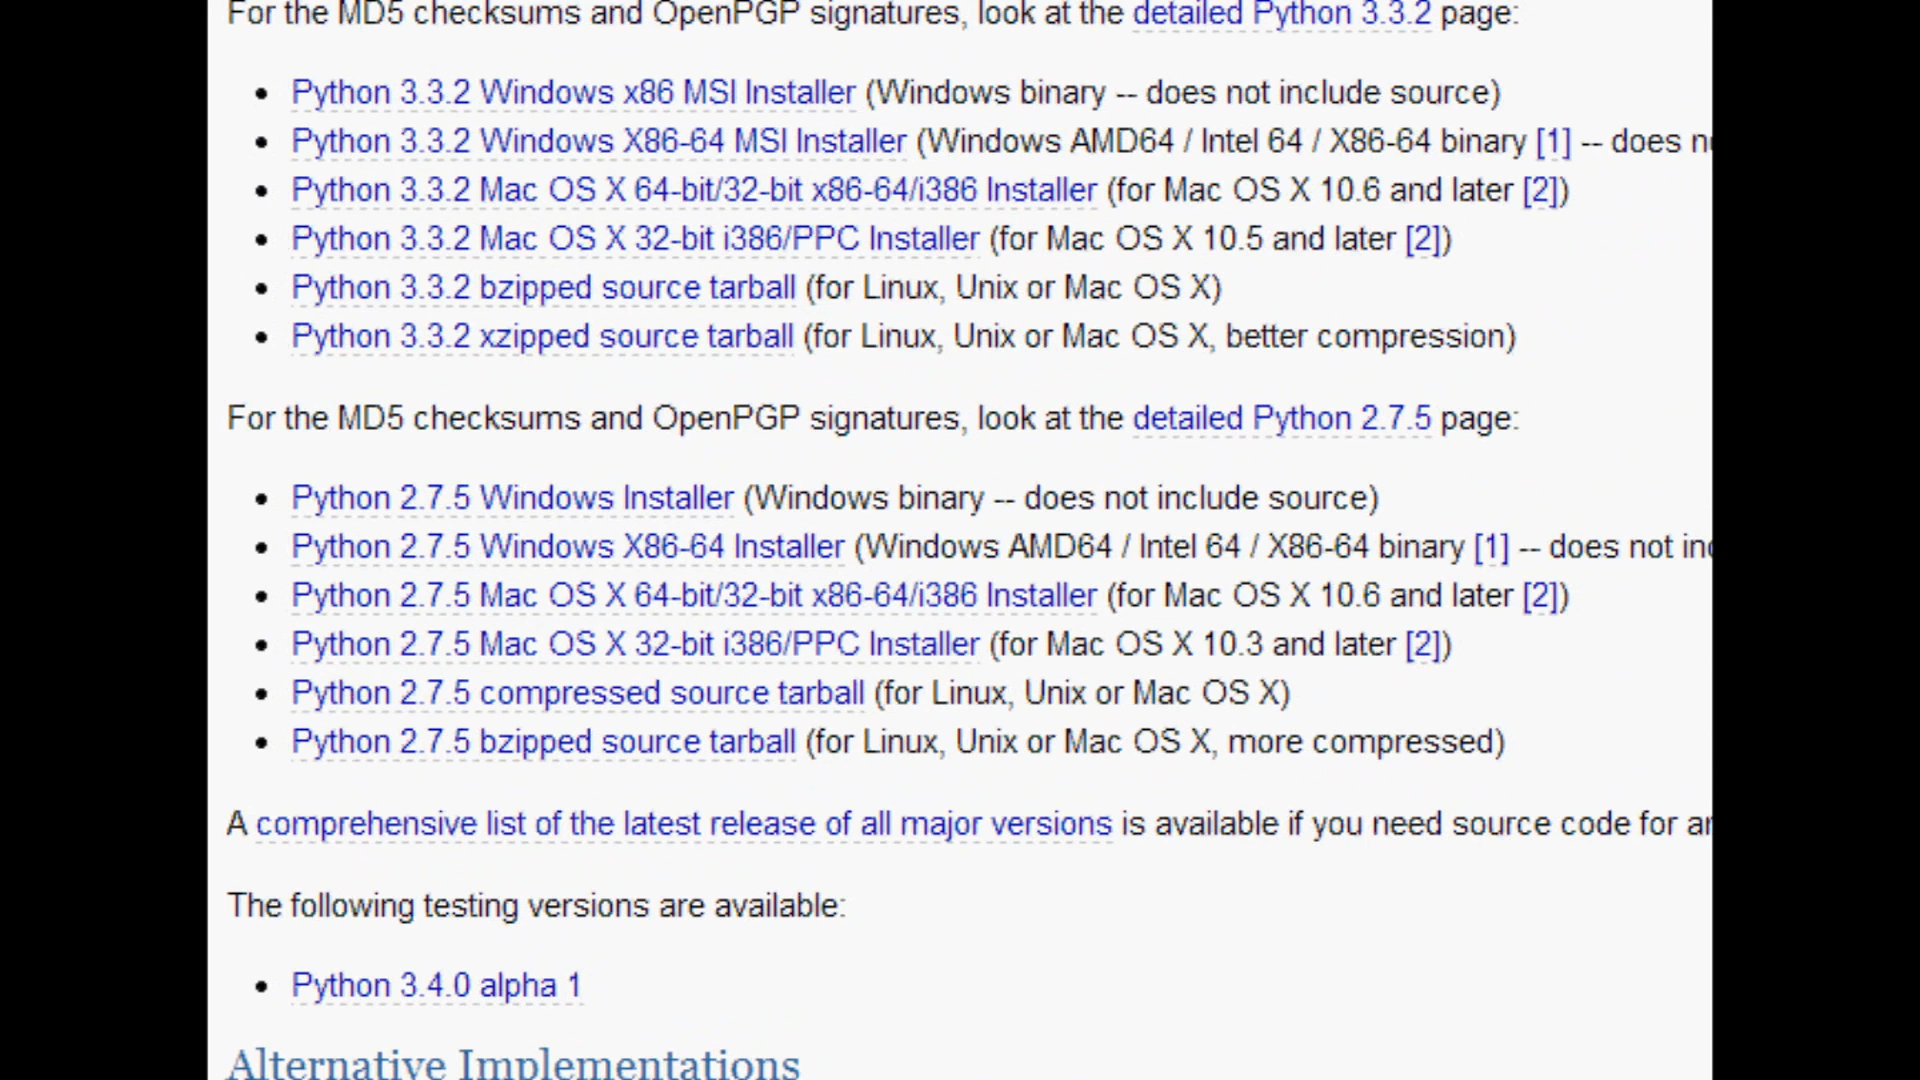 For the MD5 checksums and OpenPGP signatures, look at the detailed Python 3.3.2 page:
Python 3.3.2 Windows x86 MSI Installer (Windows binary -- does not include source)
Python 3.3.2 Windows X86-64 MSI Installer (Windows AMD64 / Intel 64 / X86-64 binary [1] -- does
Python 3.3.2 Mac OS X 64-bit/32-bit x86-64/i386 Installer (for Mac OS X 10.6 and later [2])
Python 3.3.2 Mac OS X 32-bit i386/PPC Installer (for Mac OS X 10.5 and later [2])
Python 3.3.2 bzipped source tarball (for Linux, Unix or Mac OS X)
Python 3.3.2 xzipped source tarball (for Linux, Unix or Mac OS X, better compression)
For the MD5 checksums and OpenPGP signatures, look at the detailed Python 2.7.5 page:
Python 2.7.5 Windows Installer (Windows binary -- does not include source)
Python 2.7.5 Windows X86-64 Installer (Windows AMD64 / Intel 64 / X86-64 binary [1] -- does not
Python 2.7.5 Mac OS X 64-bit/32-bit x86-64/i386 Installer (for Mac OS X 10.6 and later [2])
Python 2.7.5 Mac OS X 32-bit i386/PPC Installer (for Mac OS X 10.3 and later [2])
Python 2.7.5 compressed source tarball (for Linux, Unix or Mac OS X)
Python 2.7.5 bzipped source tarball (for Linux, Unix or Mac OS X, more compressed)
A comprehensive list of the latest release of all major versions is available if you need source code for
The following testing versions are available:
Python 3.4.0 alpha 1
Alternative Implementations